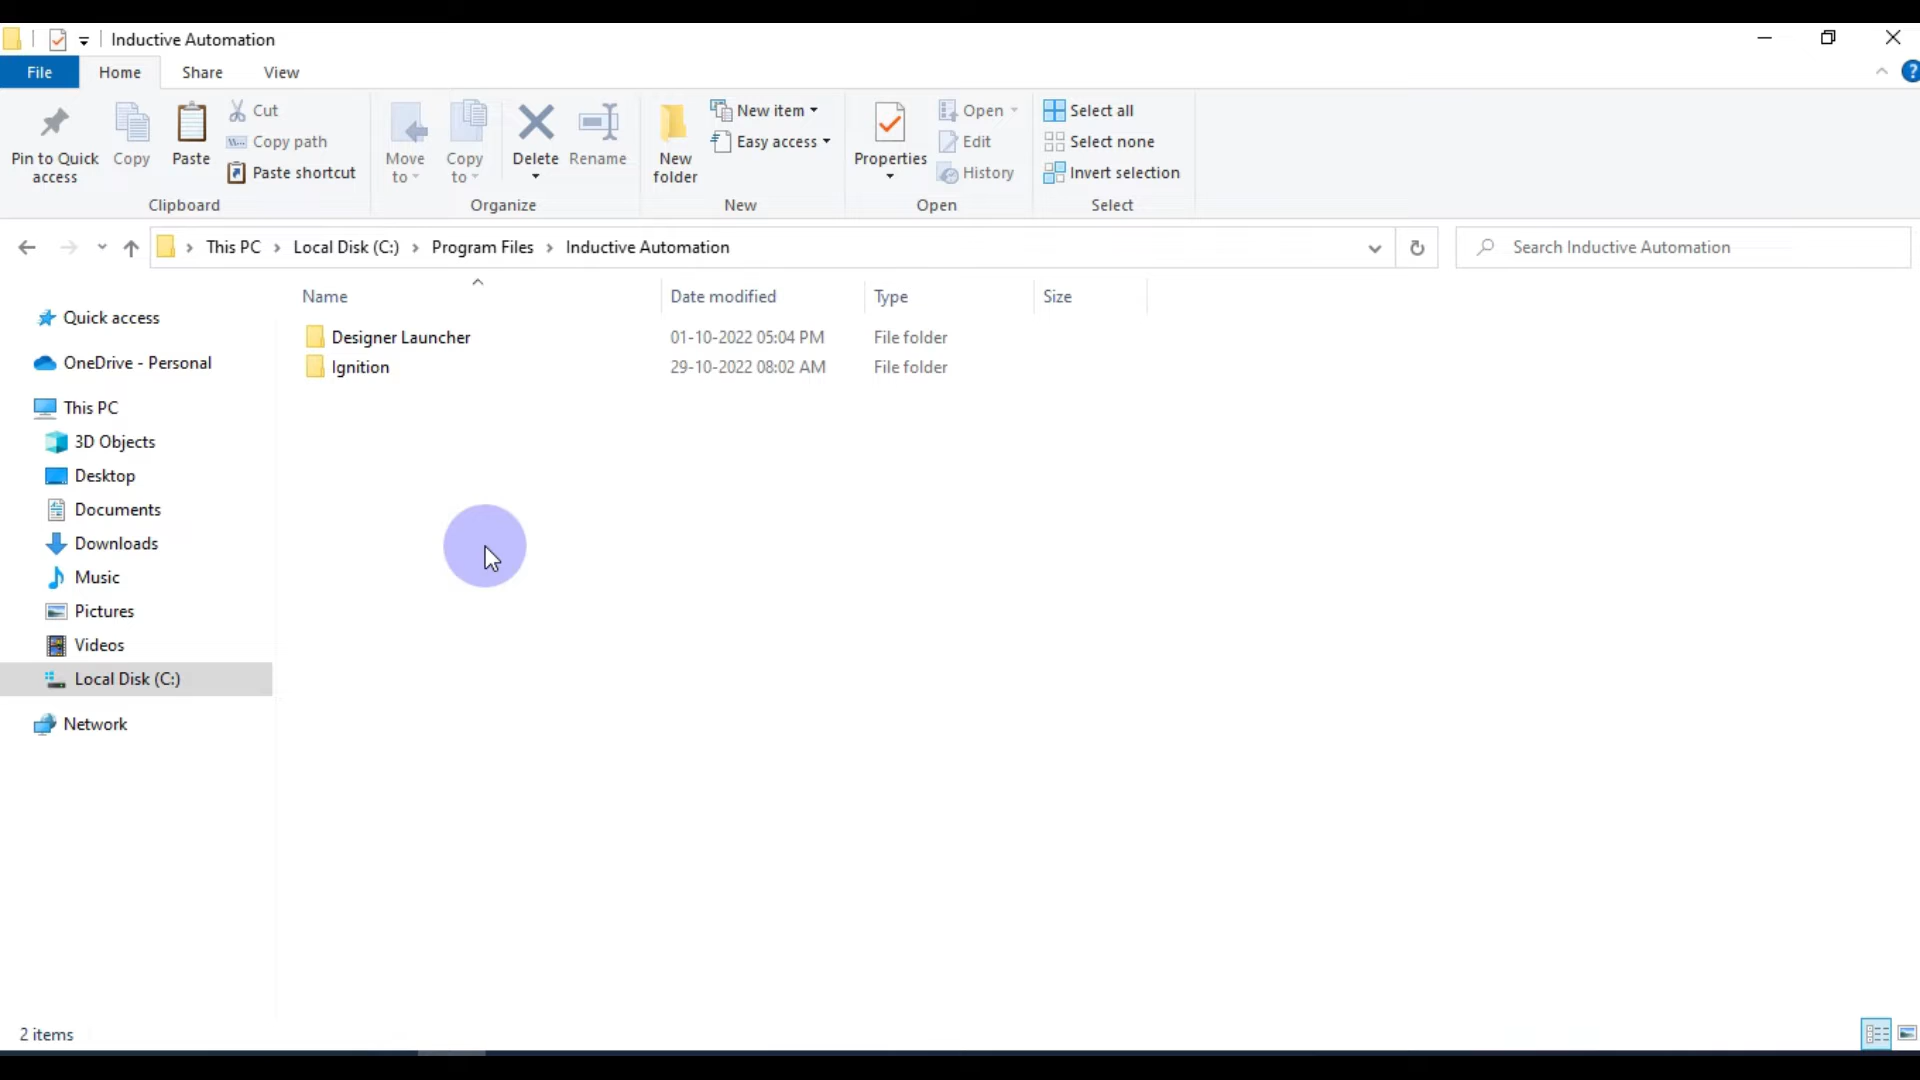 Inductive Automation
File Home Share View
Pin to Quick access
Copy
Paste
Cut
Copy path
Paste shortcut
Clipboard
Move to
Copy to
Delete
Rename
Organize
New folder
New item
Easy access
New
Properties
Open
Edit
History
Open
Select all
Select none
Invert selection
Select
This PC › Local Disk (C:) › Program Files › Inductive Automation
Search Inductive Automation
Name Date modified Type Size
Designer Launcher 01-10-2022 05:04 PM File folder
Ignition 29-10-2022 08:02 AM File folder
Quick access
OneDrive - Personal
This PC
3D Objects
Desktop
Documents
Downloads
Music
Pictures
Videos
Local Disk (C:)
Network
2 items